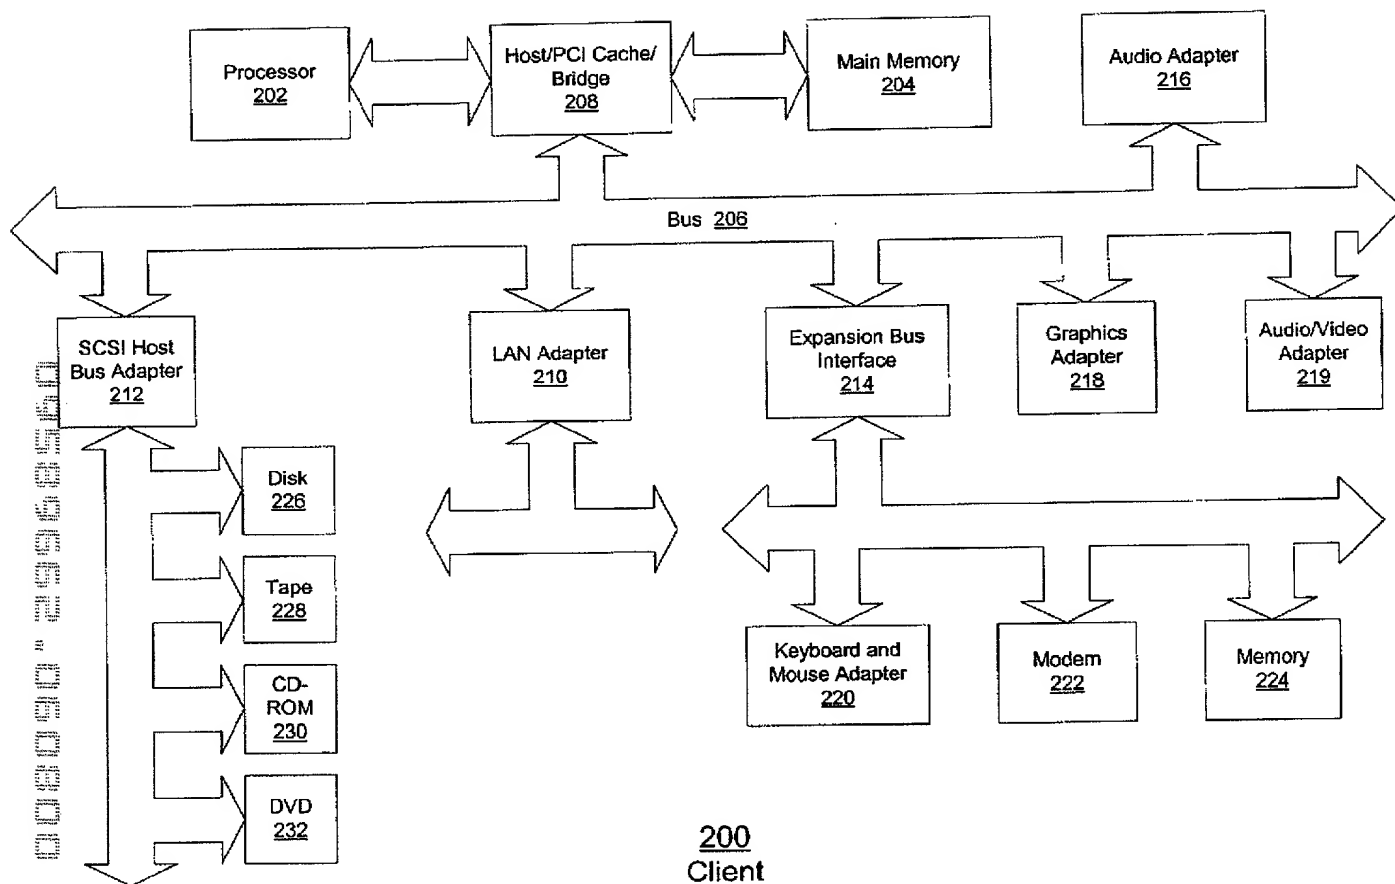 Processor
202
Host/PCI Cache/
Bridge
208
Main Memory
204
Audio Adapter
216
Bus 206
SCSI Host
Bus Adapter
212
LAN Adapter
210
Expansion Bus
Interface
214
Graphics
Adapter
218
Audio/Video
Adapter
219
Disk
226
Tape
228
CD-
ROM
230
DVD
232
Keyboard and
Mouse Adapter
220
Modem
222
Memory
224
200
Client